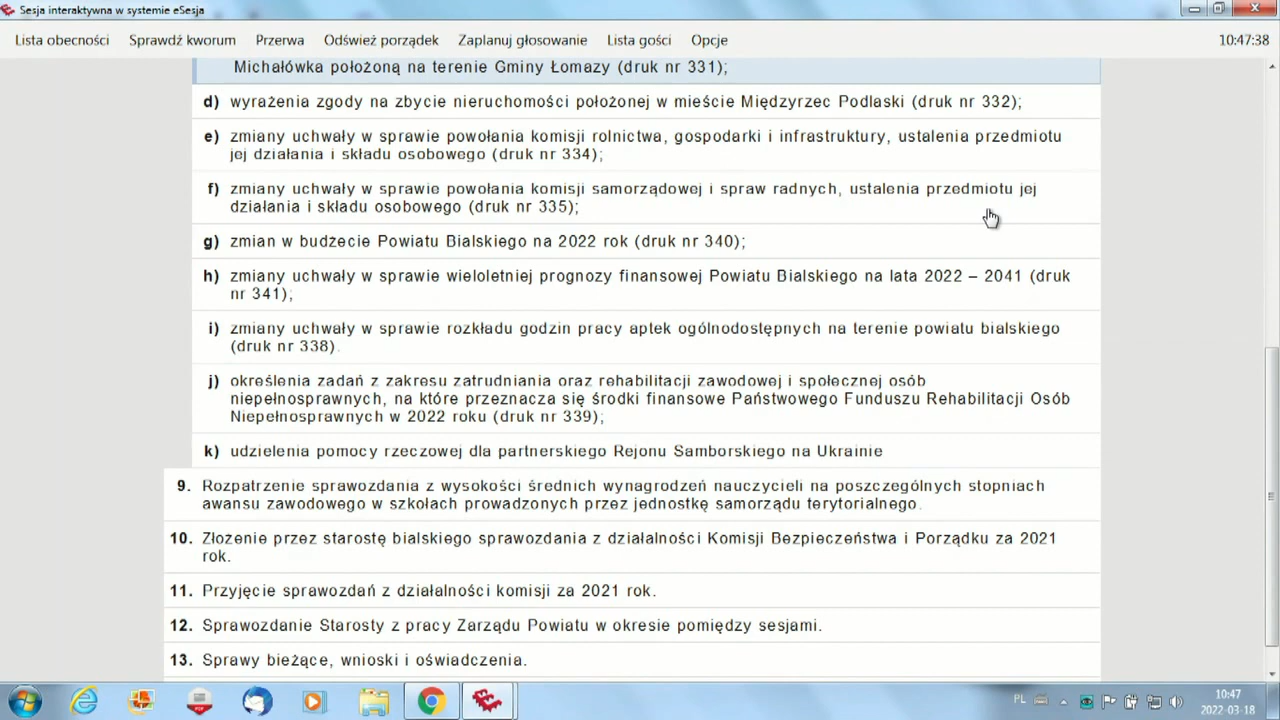 Sesja interaktywna w systemie eSesja
Lista obecności Sprawdź kworum Przerwa Odśwież porządek Zaplanuj głosowanie Lista gości Opcje 10:47:38
Michałówka położoną na terenie Gminy Łomazy (druk nr 331);
d) wyrażenia zgody na zbycie nieruchomości położonej w mieście Międzyrzec Podlaski (druk nr 332);
e) zmiany uchwały w sprawie powołania komisji rolnictwa, gospodarki i infrastruktury, ustalenia przedmiotu
jej działania i składu osobowego (druk nr 334);
f) zmiany uchwały w sprawie powołania komisji samorządowej i spraw radnych, ustalenia przedmiotu jej
działania i składu osobowego (druk nr 335);
g) zmian w budżecie Powiatu Bialskiego na 2022 rok (druk nr 340);
h) zmiany uchwały w sprawie wieloletniej prognozy finansowej Powiatu Bialskiego na lata 2022 – 2041 (druk
nr 341);
i) zmiany uchwały w sprawie rozkładu godzin pracy aptek ogólnodostępnych na terenie powiatu bialskiego
(druk nr 338).
j) określenia zadań z zakresu zatrudniania oraz rehabilitacji zawodowej i społecznej osób
niepełnosprawnych, na które przeznacza się środki finansowe Państwowego Funduszu Rehabilitacji Osób
Niepełnosprawnych w 2022 roku (druk nr 339);
k) udzielenia pomocy rzeczowej dla partnerskiego Rejonu Samborskiego na Ukrainie
9. Rozpatrzenie sprawozdania z wysokości średnich wynagrodzeń nauczycieli na poszczególnych stopniach
awansu zawodowego w szkołach prowadzonych przez jednostkę samorządu terytorialnego.
10. Złożenie przez starostę bialskiego sprawozdania z działalności Komisji Bezpieczeństwa i Porządku za 2021
rok.
11. Przyjęcie sprawozdań z działalności komisji za 2021 rok.
12. Sprawozdanie Starosty z pracy Zarządu Powiatu w okresie pomiędzy sesjami.
13. Sprawy bieżące, wnioski i oświadczenia.
PL 10:47
2022-03-18